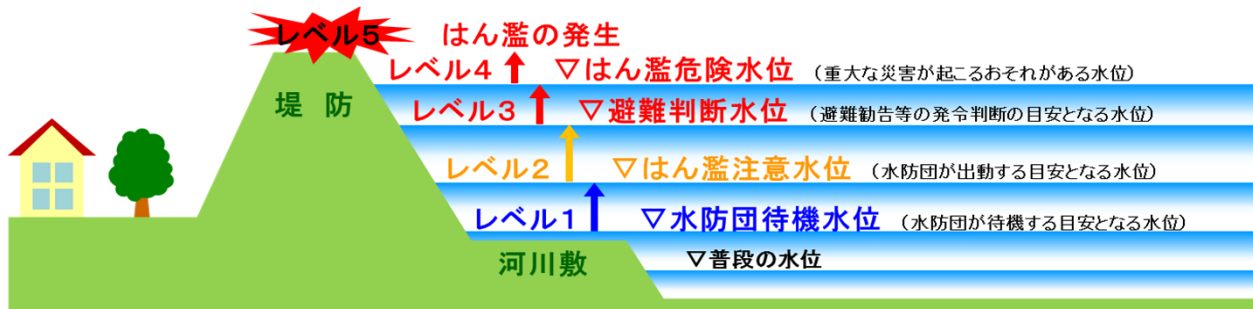 レベル5 はん濫の発生
レベル4 ▽はん濫危険水位 (重大な災害が起こるおそれがある水位)
堤 防
レベル3 ▽避難判断水位 (避難勧告等の発令判断の目安となる水位)
レベル2 ▽はん濫注意水位 (水防団が出動する目安となる水位)
レベル1 ▽水防団待機水位 (水防団が待機する目安となる水位)
河川敷 ▽普段の水位